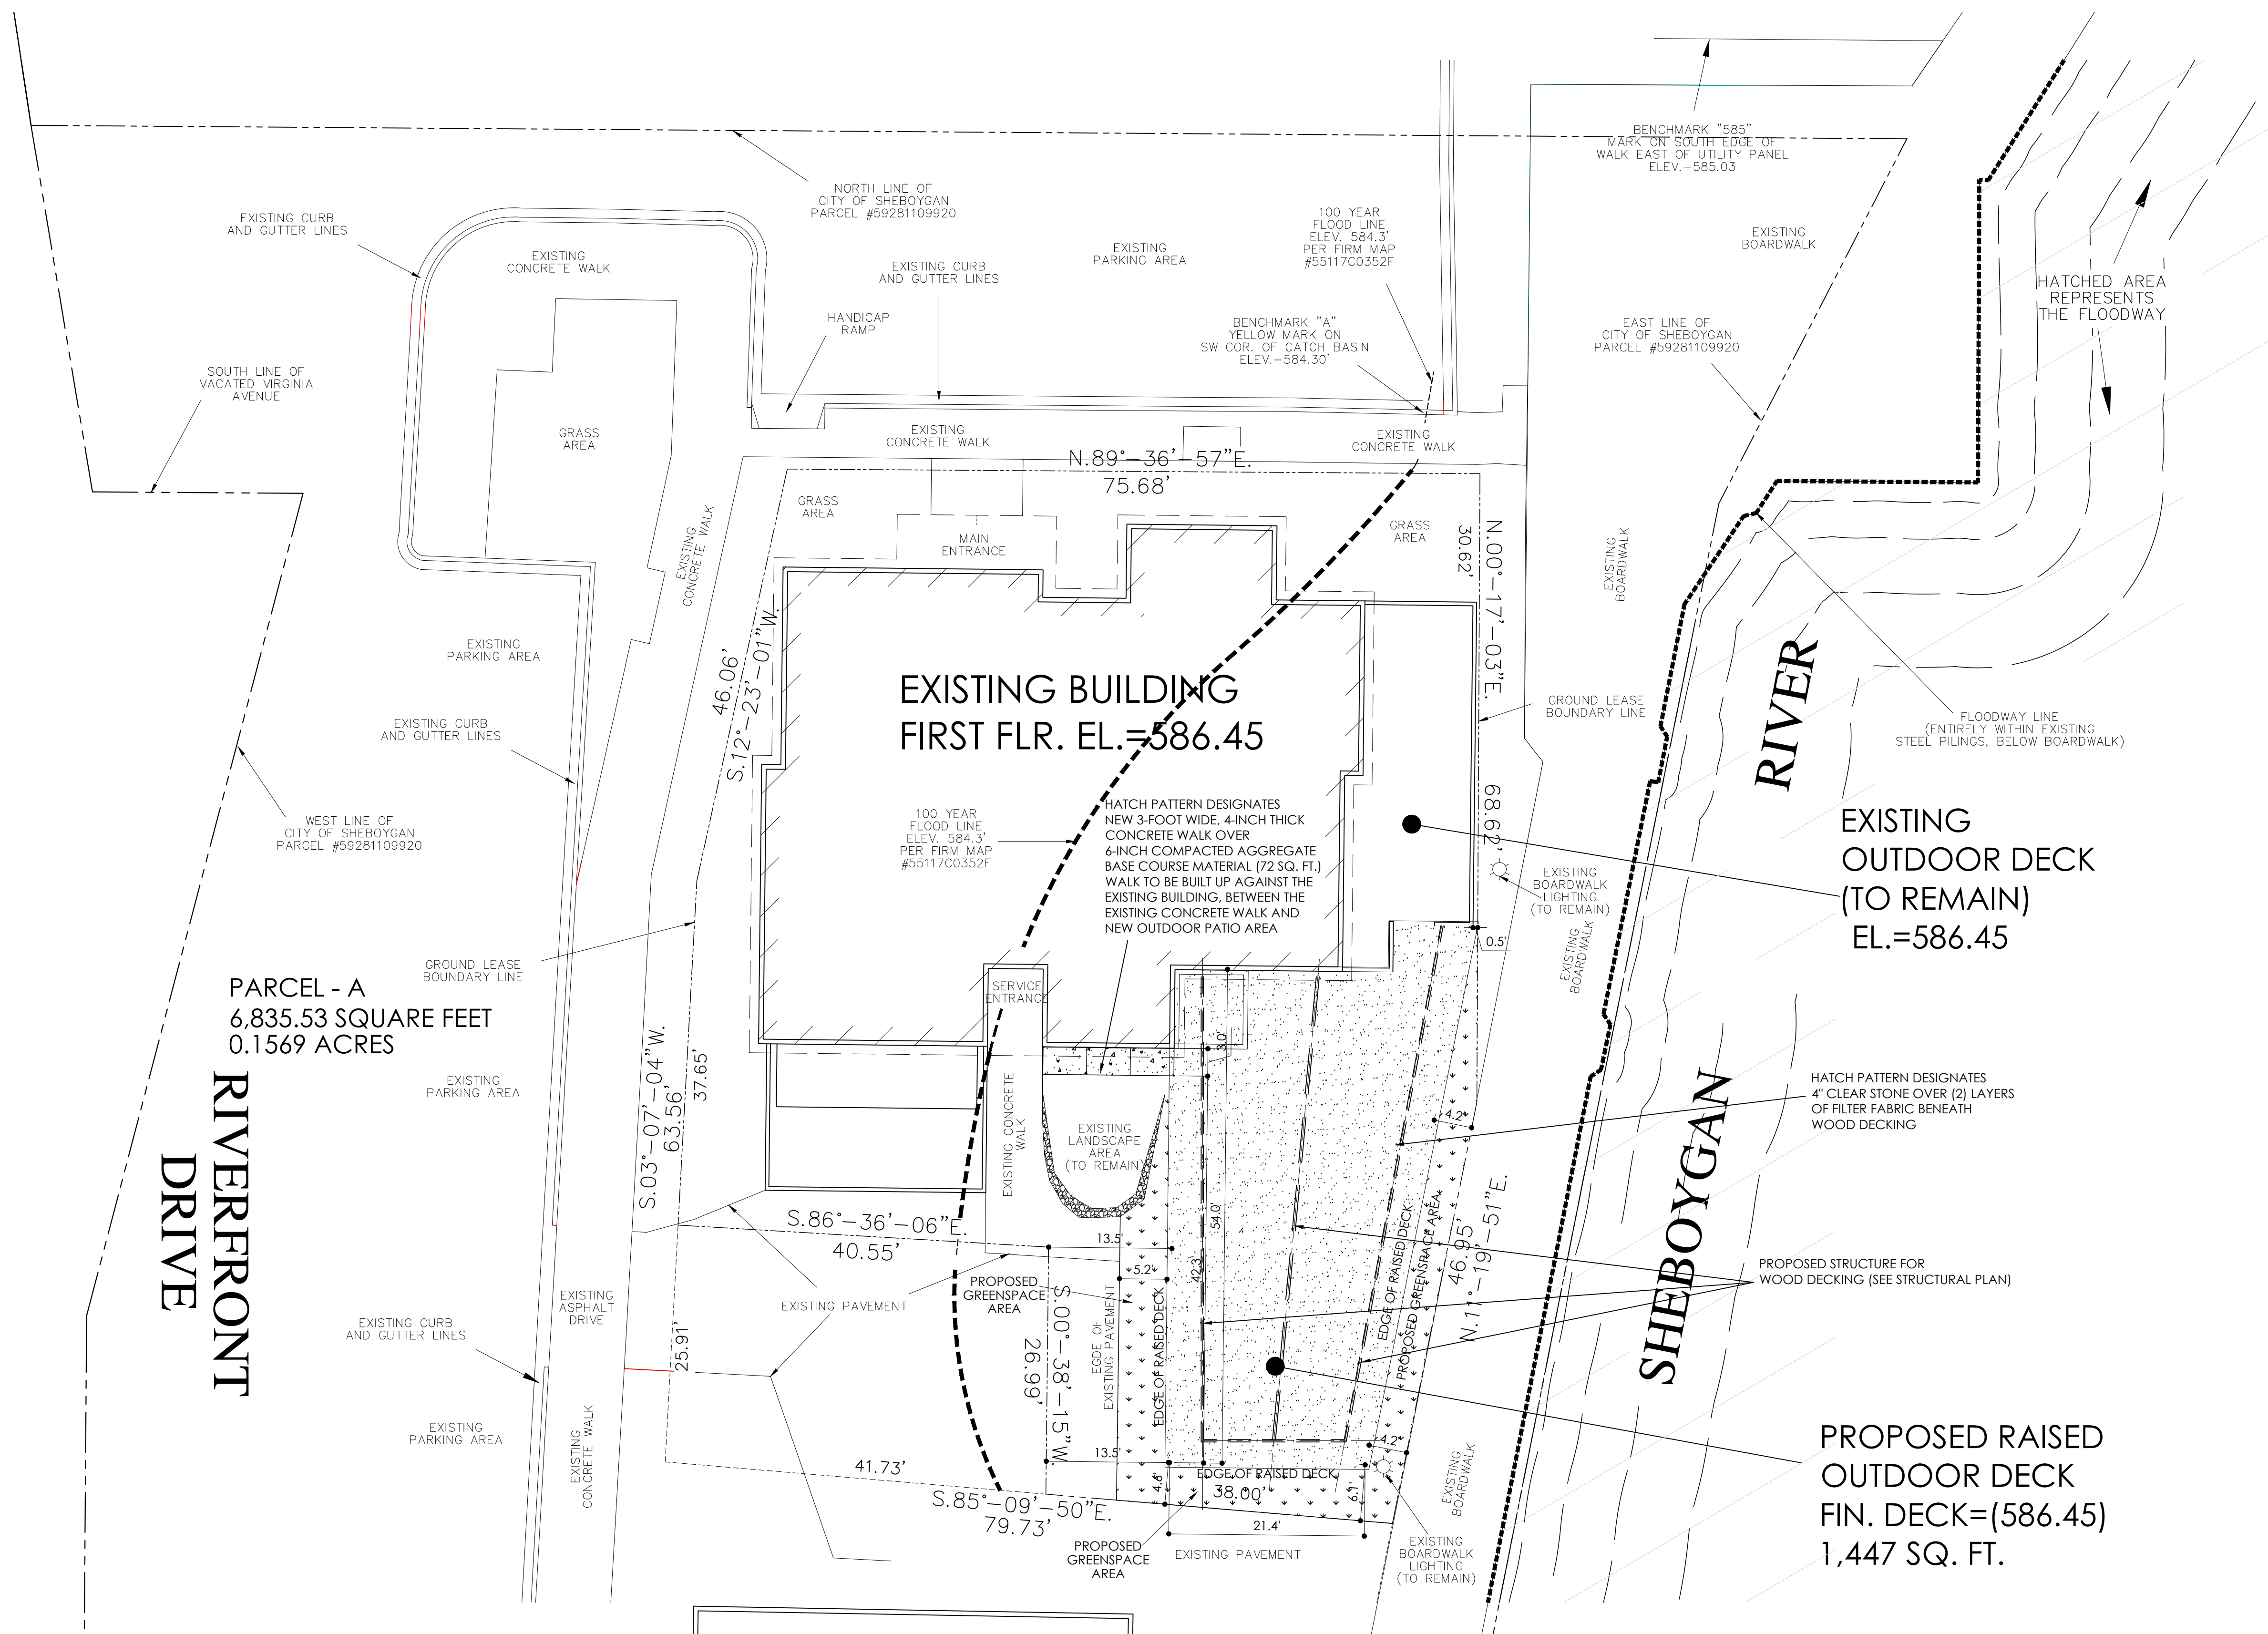 BENCHMARK "585"
MARK ON SOUTH EDGE OF
WALK EAST OF UTILITY PANEL
ELEV.-585.03
NORTH LINE OF
CITY OF SHEBOYGAN
PARCEL #59281109920
EXISTING CURB
AND GUTTER LINES
EXISTING
CONCRETE WALK
EXISTING CURB
AND GUTTER LINES
EXISTING
PARKING AREA
100 YEAR
FLOOD LINE
ELEV. 584.3'
PER FIRM MAP
#55117C0352F
EXISTING
BOARDWALK
HATCHED AREA
REPRESENTS
THE FLOODWAY
HANDICAP
RAMP
BENCHMARK "A"
YELLOW MARK ON
SW COR. OF CATCH BASIN
ELEV.-584.30'
EAST LINE OF
CITY OF SHEBOYGAN
PARCEL #59281109920
SOUTH LINE OF
VACATED VIRGINIA
AVENUE
GRASS
AREA
EXISTING
CONCRETE WALK
EXISTING
CONCRETE WALK
N.89°-36'-57"E.
75.68'
GRASS
AREA
MAIN
ENTRANCE
GRASS
AREA
30.62'
N.00°-17'-03"E.
68.62'
EXISTING
CONCRETE WALK
EXISTING
BOARDWALK
46.06'
S.12°-23'-01"W.
EXISTING
PARKING AREA
EXISTING BUILDING
FIRST FLR. EL.=586.45
GROUND LEASE
BOUNDARY LINE
RIVER
FLOODWAY LINE
(ENTIRELY WITHIN EXISTING
STEEL PILINGS, BELOW BOARDWALK)
EXISTING CURB
AND GUTTER LINES
WEST LINE OF
CITY OF SHEBOYGAN
PARCEL #59281109920
100 YEAR
FLOOD LINE
ELEV. 584.3'
PER FIRM MAP
#55117C0352F
HATCH PATTERN DESIGNATES
NEW 3-FOOT WIDE, 4-INCH THICK
CONCRETE WALK OVER
6-INCH COMPACTED AGGREGATE
BASE COURSE MATERIAL (72 SQ. FT.)
WALK TO BE BUILT UP AGAINST THE
EXISTING BUILDING, BETWEEN THE
EXISTING CONCRETE WALK AND
NEW OUTDOOR PATIO AREA
EXISTING
BOARDWALK
LIGHTING
(TO REMAIN)
EXISTING
OUTDOOR DECK
(TO REMAIN)
EL.=586.45
0.5'
EXISTING
BOARDWALK
GROUND LEASE
BOUNDARY LINE
PARCEL - A
6,835.53 SQUARE FEET
0.1569 ACRES
SERVICE
ENTRANCE
3.0'
S.03°-07'-04"W.
63.56'
37.65'
EXISTING
PARKING AREA
EXISTING CONCRETE
WALK
EXISTING
LANDSCAPE
AREA
(TO REMAIN)
4.2'
HATCH PATTERN DESIGNATES
4" CLEAR STONE OVER (2) LAYERS
OF FILTER FABRIC BENEATH
WOOD DECKING
RIVERFRONT
DRIVE
SHEBOYGAN
S.86°-36'-06"E.
40.55'
13.5'
54.0'
42.3'
5.2'
46.95'
N.11°-19'-51"E.
EDGE OF RAISED DECK
PROPOSED GREENSPACE AREA
PROPOSED STRUCTURE FOR
WOOD DECKING (SEE STRUCTURAL PLAN)
PROPOSED
GREENSPACE
AREA
EXISTING PAVEMENT
EXISTING
ASPHALT
DRIVE
EXISTING CURB
AND GUTTER LINES
25.91'
S.00°-38'-15"W.
26.99'
EGDE OF
EXISTING PAVEMENT
EDGE OF RAISED DECK
EXISTING
PARKING AREA
EXISTING
CONCRETE WALK
41.73'
13.5'
4.2'
S.85°-09'-50"E.
79.73'
4.6'
EDGE OF RAISED DECK
38.00'
6.1'
21.4'
EXISTING
BOARDWALK
PROPOSED
GREENSPACE
AREA
EXISTING PAVEMENT
EXISTING
BOARDWALK
LIGHTING
(TO REMAIN)
PROPOSED RAISED
OUTDOOR DECK
FIN. DECK=(586.45)
1,447 SQ. FT.